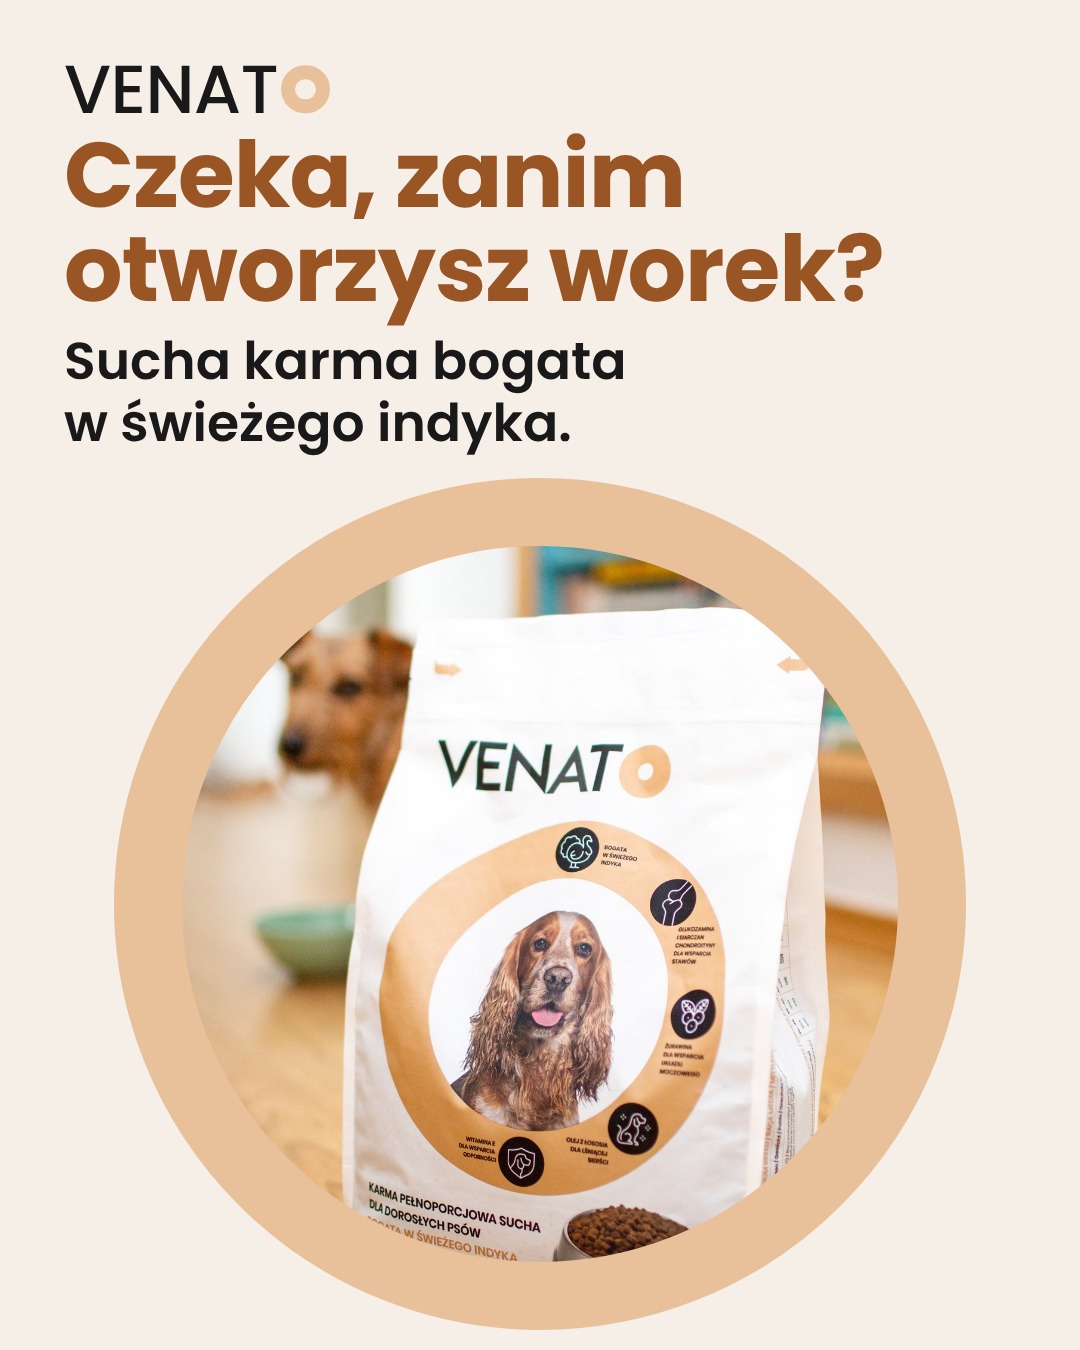 VENATO
Czeka, zanim
otworzysz worek?
Sucha karma bogata
w świeżego indyka.
VENATO
BOGATA
W ŚWIEŻEGO
INDYKA
GLUKOZAMINA
I SIARCZAN
CHONDROITYNY
DLA WSPARCIA
STAWÓW
ŻURAWINA
DLA WSPARCIA
UKŁADU
MOCZOWEGO
OLEJ Z ŁOSOSIA
DLA LŚNIĄCEJ
SIERŚCI
WITAMINA E
DLA WSPARCIA
ODPORNOŚCI
KARMA PEŁNOPORCJOWA SUCHA
DLA DOROSŁYCH PSÓW
BOGATA W ŚWIEŻEGO INDYKA